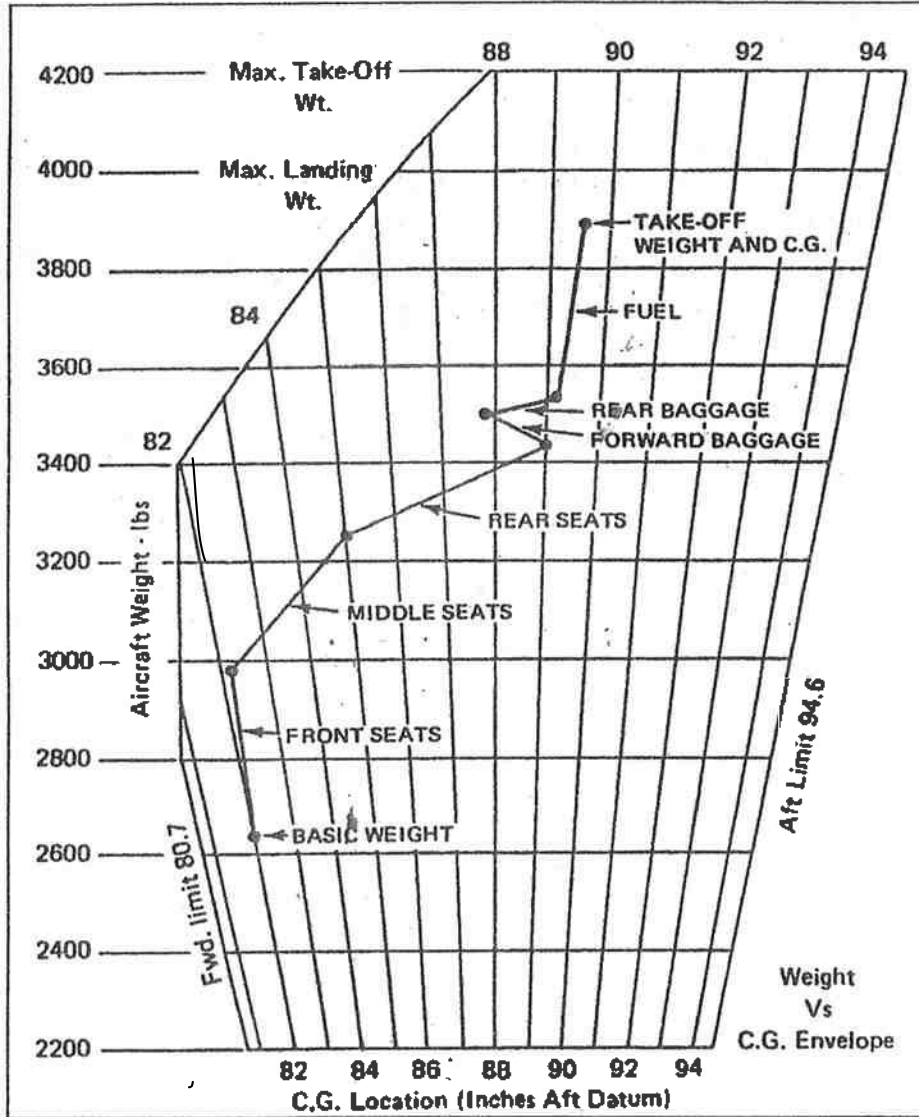 88 90 94
4200
Max. Take-Off
Wt.
4000
Max. Landing
Wt.
TAKE-OFF
WEIGHT AND C.G.
3800
84
FUEL
3600
REAR BAGGAGE
FORWARD BAGGAGE
82
3400
REAR SEATS
3200
Aircraft Weight - lbs
MIDDLE SEATS
3000
FRONT SEATS
2800
Aft Limit 94.6
BASIC WEIGHT
2600
Fwd. limit 80.7
2400
Weight
Vs
C.G. Envelope
2200
82 84 86 88 90 92 94
C.G. Location (Inches Aft Datum)